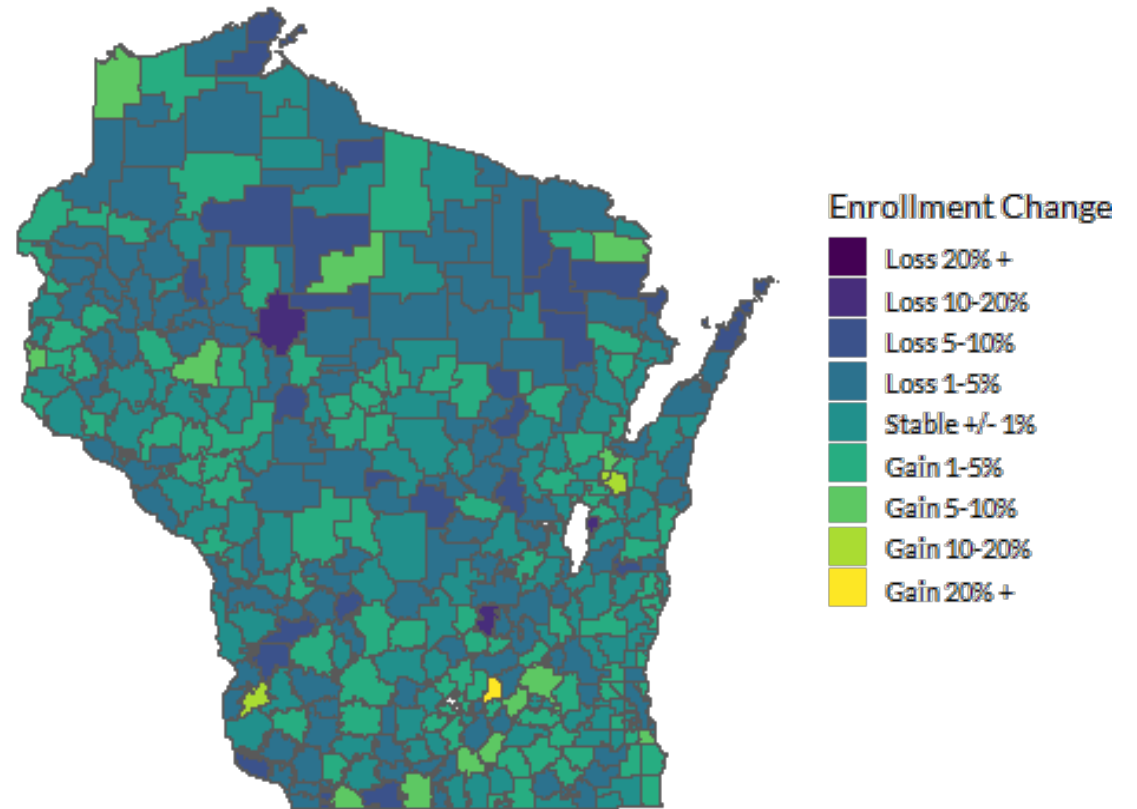 Enrollment Change
Loss 20% +
Loss 10-20%
Loss 5-10%
Loss 1-5%
Stable +/- 1%
Gain 1-5%
Gain 5-10%
Gain 10-20%
Gain 20% +